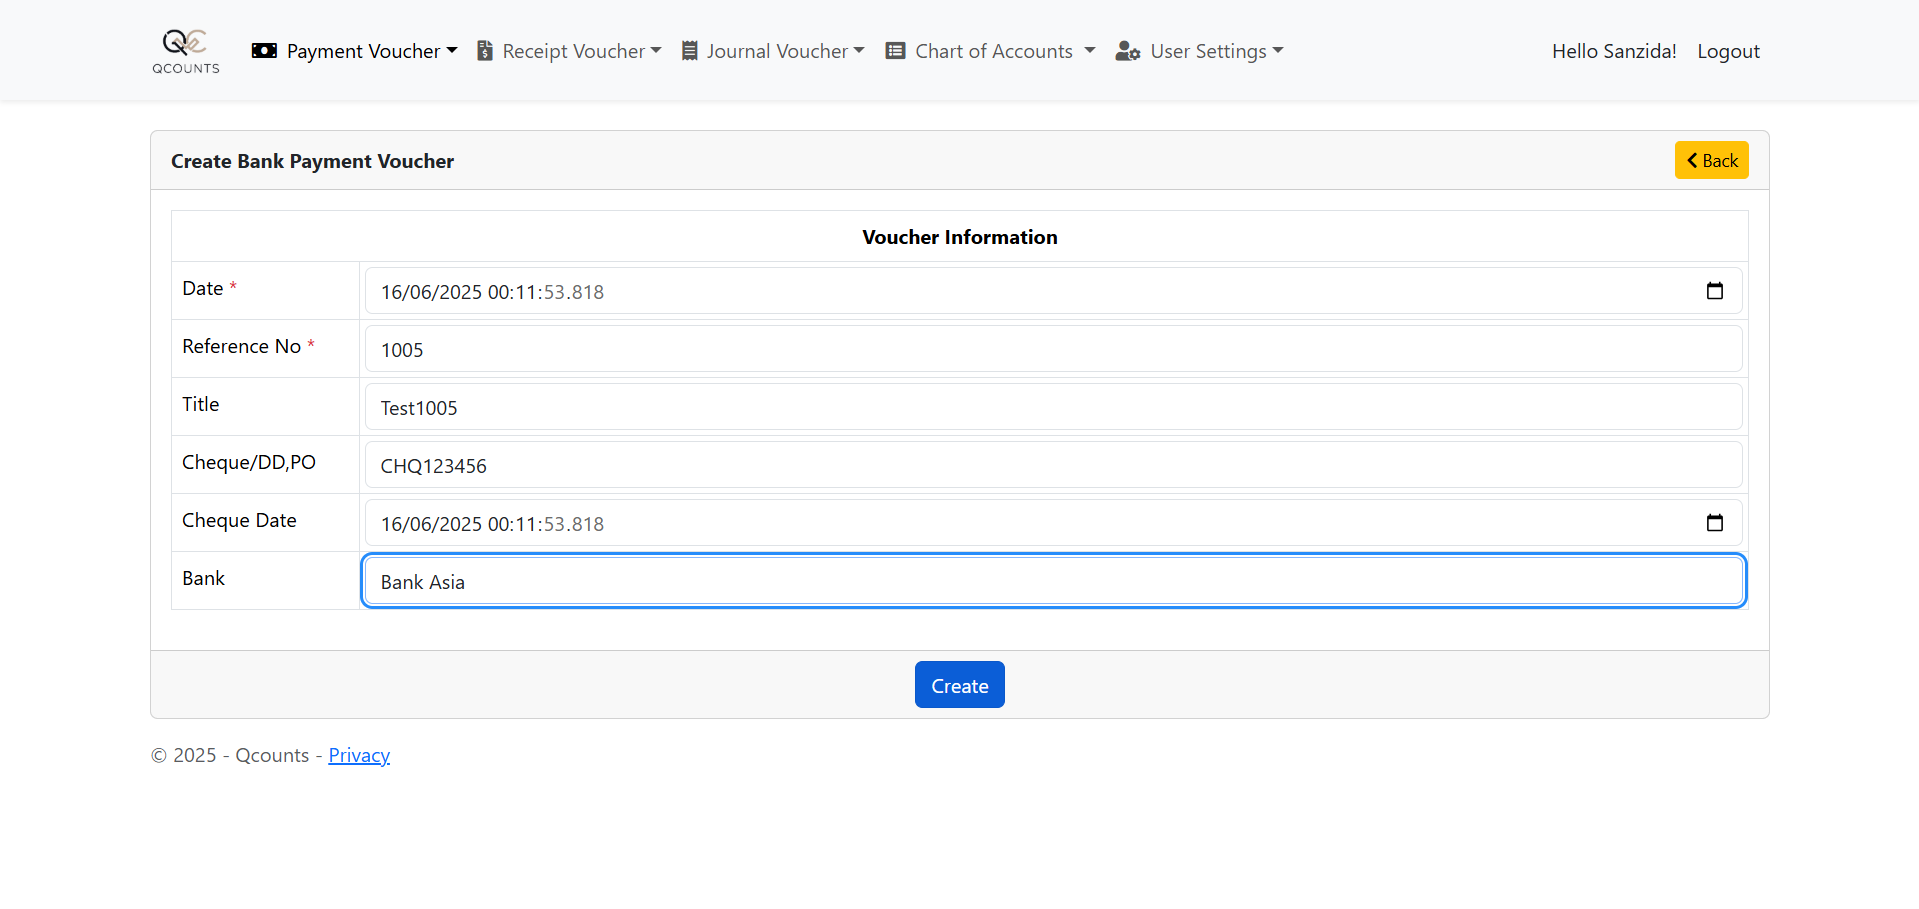 QCOUNTS
Payment Voucher Receipt Voucher Journal Voucher Chart of Accounts User Settings Hello Sanzida! Logout
Create Bank Payment Voucher Back
Voucher Information
Date * 16/06/2025 00:11:53.818
Reference No * 1005
Title Test1005
Cheque/DD,PO CHQ123456
Cheque Date 16/06/2025 00:11:53.818
Bank Bank Asia
Create
© 2025 - Qcounts - Privacy